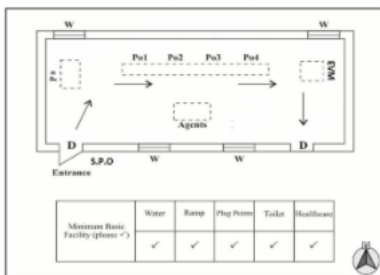 W W
Po1 Po2 Po3 Po4
Po
EVM
Agents
D D
S.P.O
Entrance W W
Minimum Basic Facility (please ✓) Water Ramp Plug Points Toilet Healthcare
✓ ✓ ✓ ✓ ✓